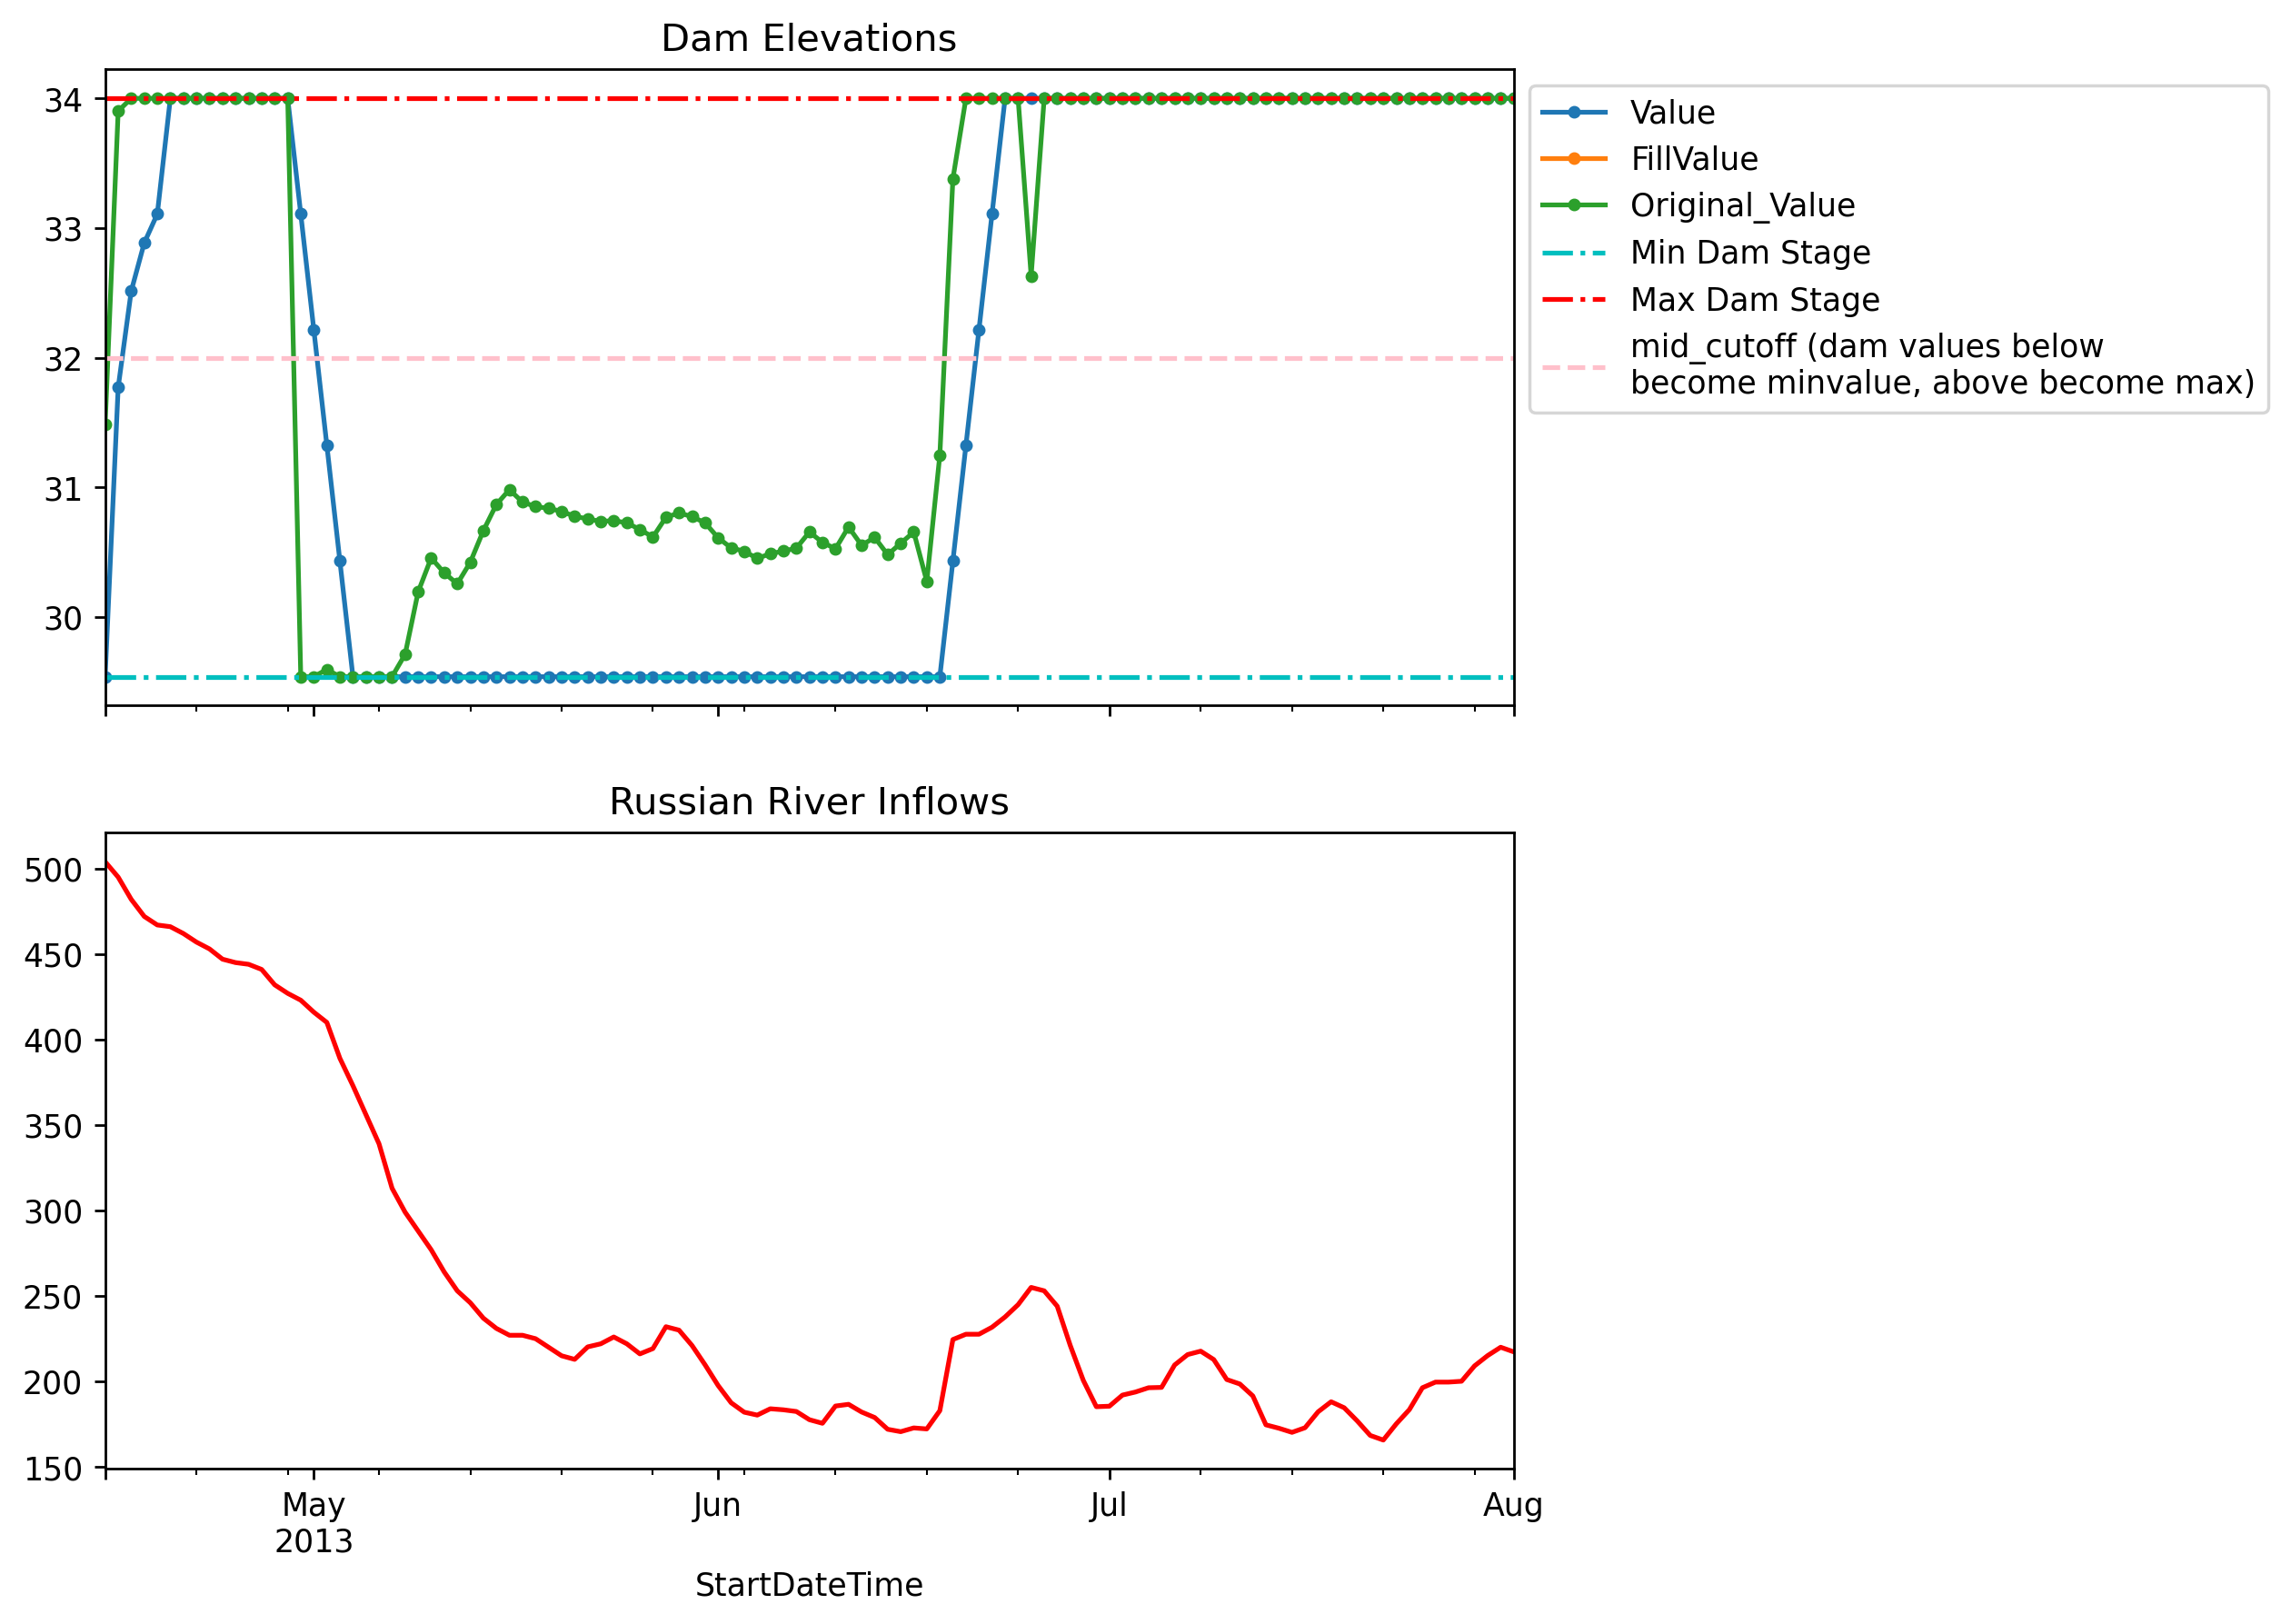 Dam Elevations
34
33
32
31
30
Value
FillValue
Original_Value
Min Dam Stage
Max Dam Stage
mid_cutoff (dam values below
become minvalue, above become max)
Russian River Inflows
500
450
400
350
300
250
200
150
May
2013
Jun
Jul
Aug
StartDateTime